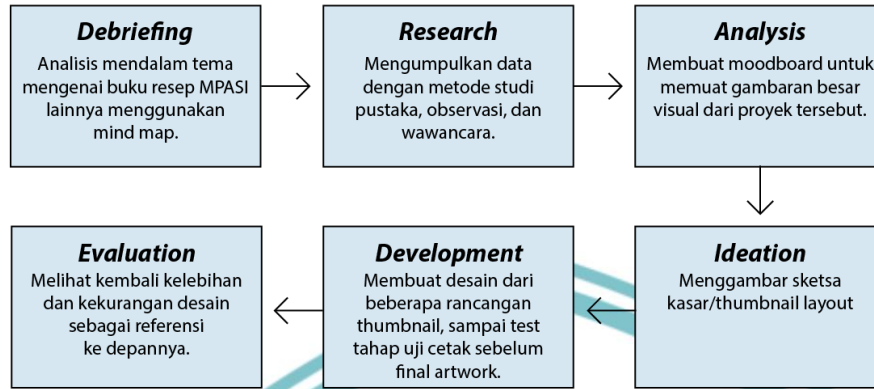 Debriefing
Analisis mendalam tema
mengenai buku resep MPASI
lainnya menggunakan
mind map.
Research
Mengumpulkan data
dengan metode studi
pustaka, observasi, dan
wawancara.
Analysis
Membuat moodboard untuk
memuat gambaran besar
visual dari proyek tersebut.
Ideation
Menggambar sketsa
kasar/thumbnail layout
Development
Membuat desain dari
beberapa rancangan
thumbnail, sampai test
tahap uji cetak sebelum
final artwork.
Evaluation
Melihat kembali kelebihan
dan kekurangan desain
sebagai referensi
ke depannya.